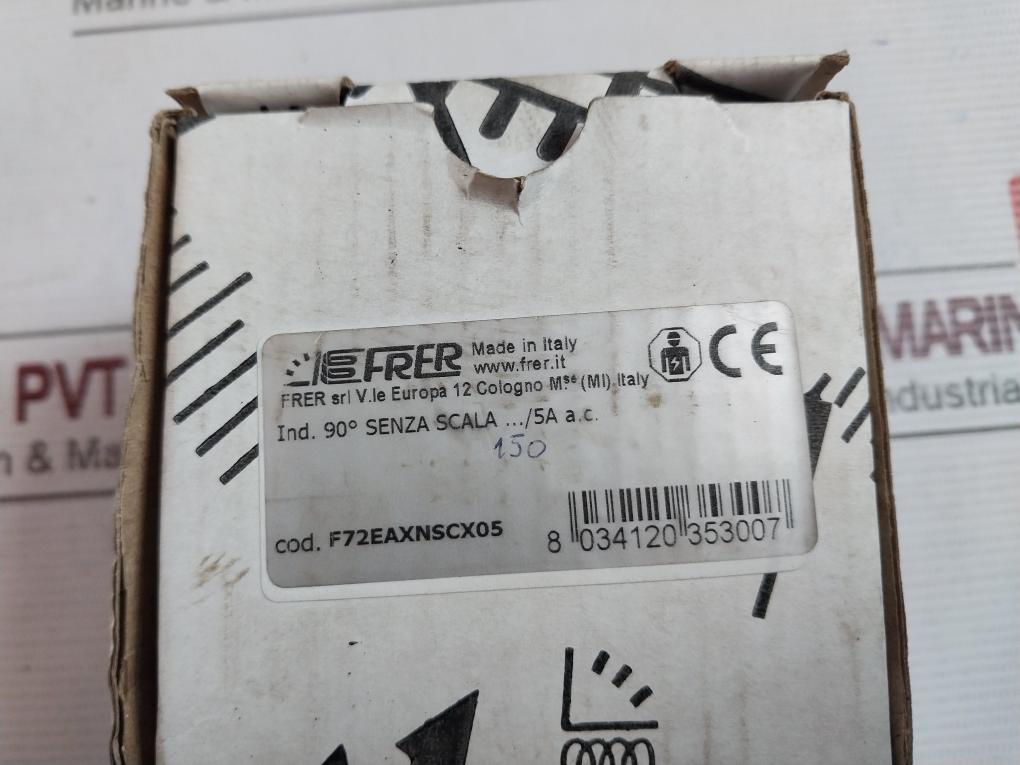 FRER
Made in Italy
www.frer.it
CE
FRER srl V.le Europa 12 Cologno M.se (MI) Italy
Ind. 90° SENZA SCALA .../5A a.c.
150
cod. F72EAXNSCX05
8 034120 353007
PVT
MARIN
ndustria
& Ma